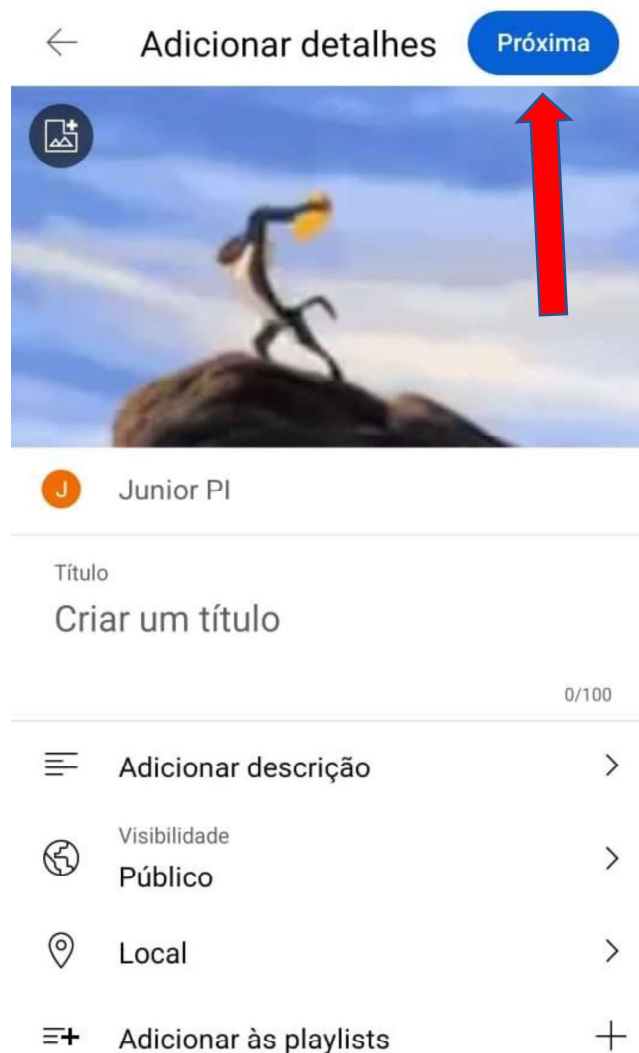 Adicionar detalhes Próxima
J Junior PI
Título
Criar um título
0/100
Adicionar descrição
Visibilidade
Público
Local
Adicionar às playlists